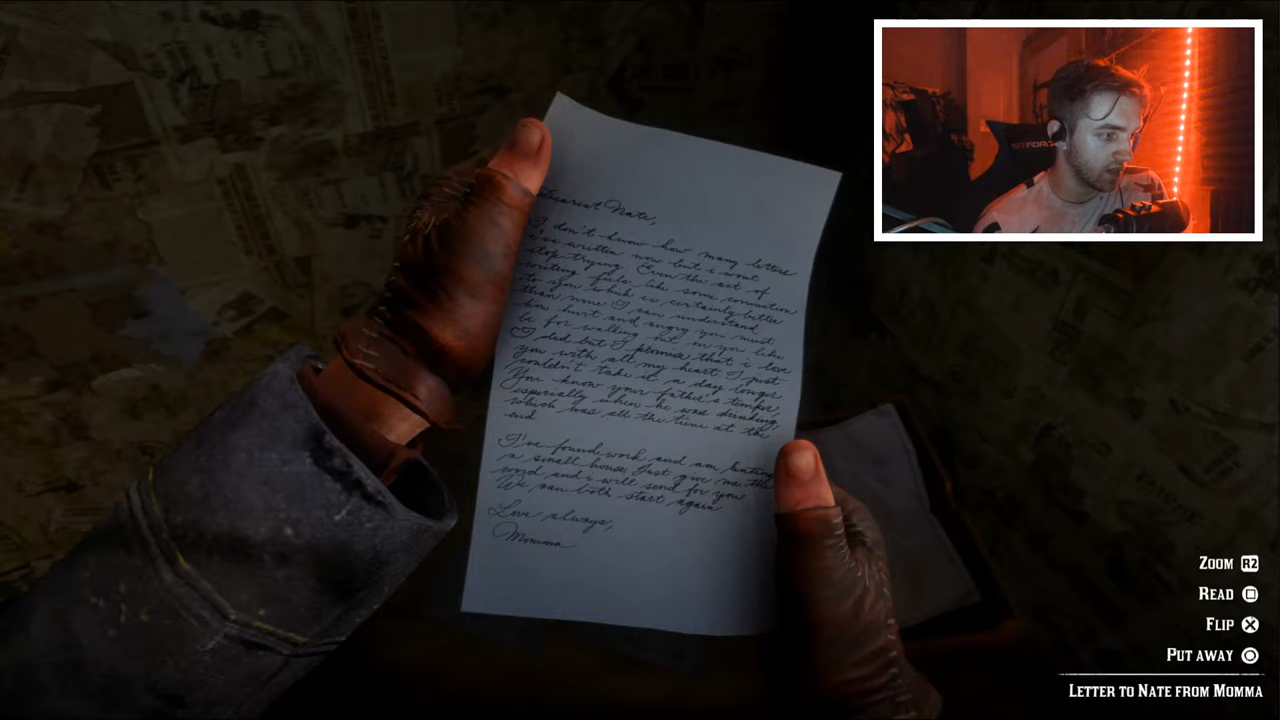 Dearest Nate,
I don't know how many letters
i've written now but i wont
stop trying. Even the act of
writing feels like some connection
to you which is certainly better
than none I can understand
how hurt and angry you must
be for walking out on you like
I did but I promise that i love
you with all my heart I just
couldn't take it a day longer
You know your father's temper,
especially when he was drinking,
which was all the time at the
end
I've found work and am renting
a small house. Just give me the
word and i will send for you
We can both start again
Love always,
Momma
ZOOM R2
READ
FLIP
PUT AWAY
LETTER TO NATE FROM MOMMA